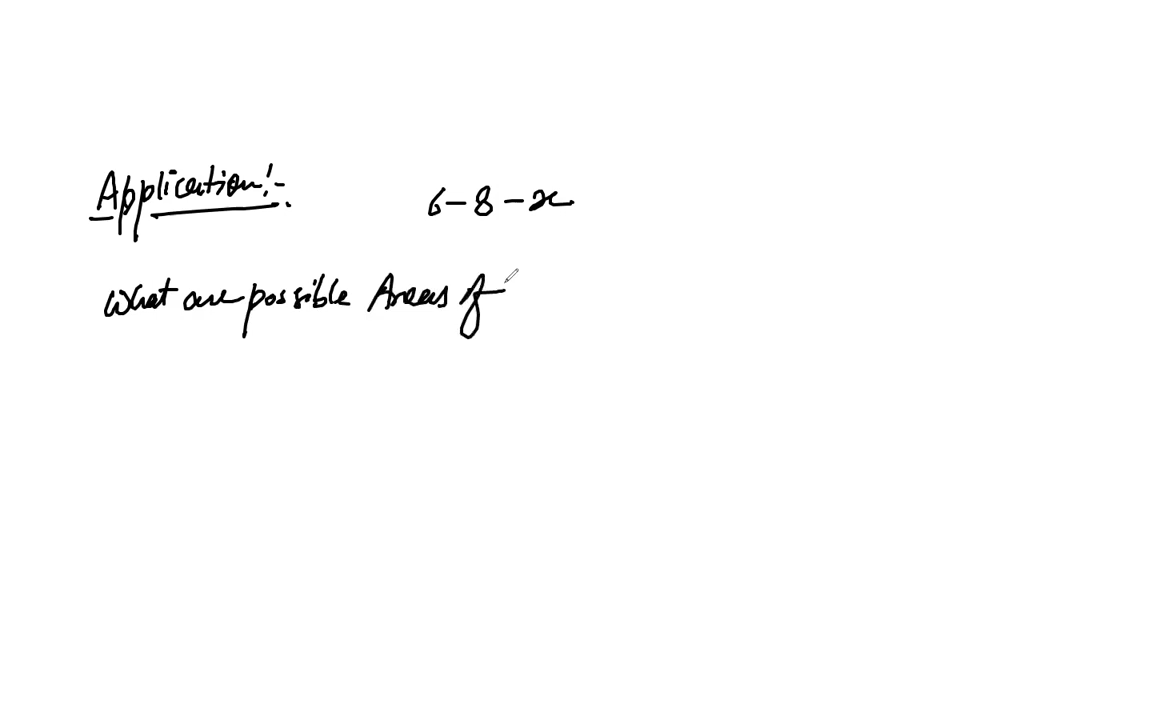 Application:- 6-8-x
What are possible Areas of